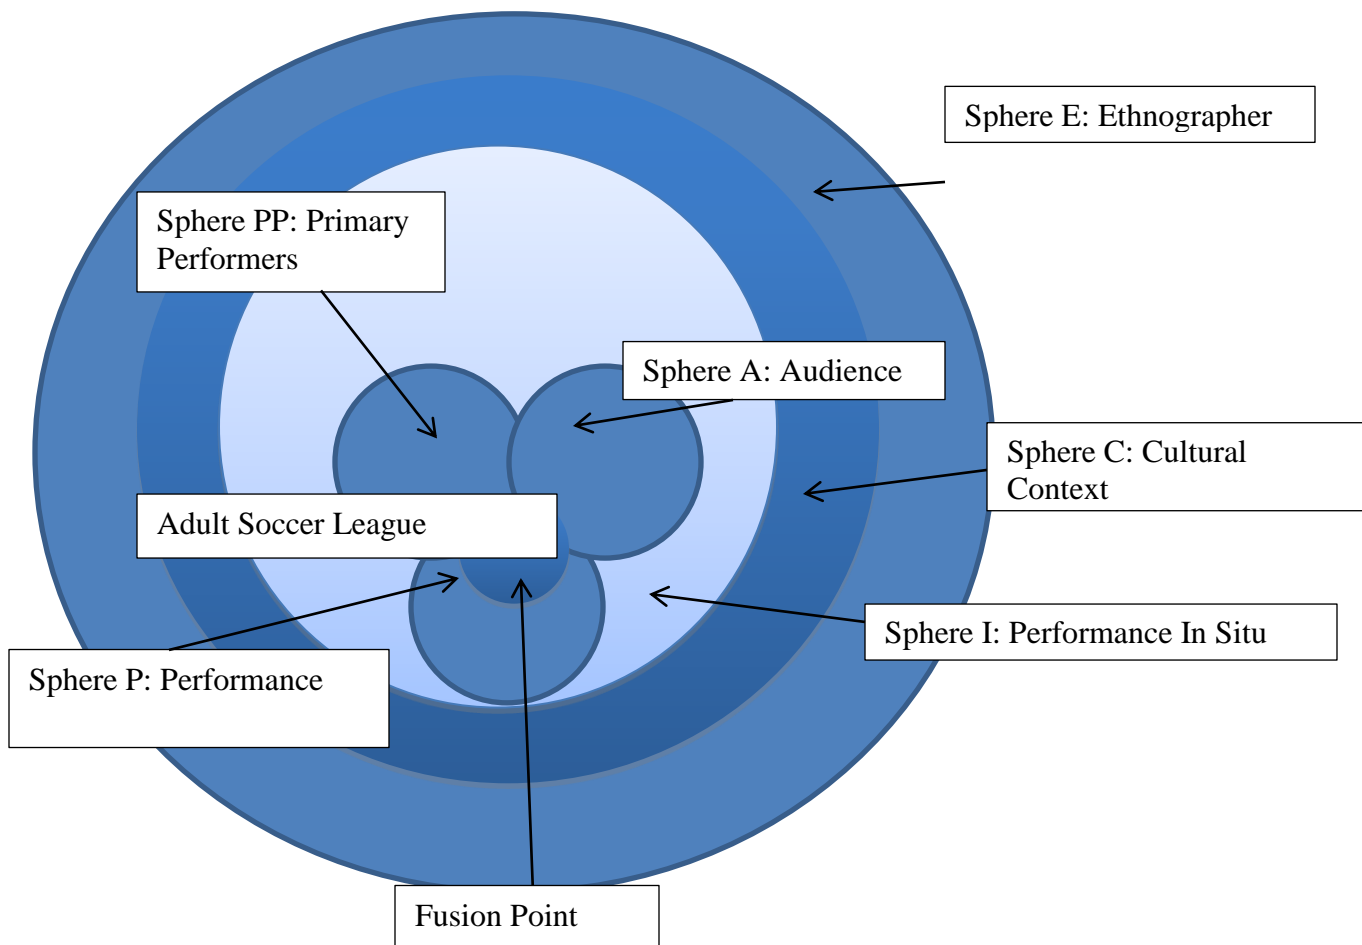 Sphere E: Ethnographer
Sphere PP: Primary
Performers
Sphere A: Audience
Sphere C: Cultural
Context
Adult Soccer League
Sphere I: Performance In Situ
Sphere P: Performance
Fusion Point